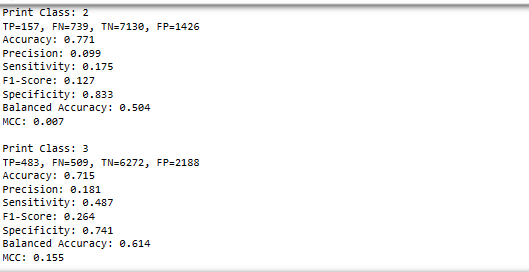 Print Class: 2
TP=157, FN=739, TN=7130, FP=1426
Accuracy: 0.771
Precision: 0.099
Sensitivity: 0.175
F1-Score: 0.127
Specificity: 0.833
Balanced Accuracy: 0.504
MCC: 0.007
Print Class: 3
TP=483, FN=509, TN=6272, FP=2188
Accuracy: 0.715
Precision: 0.181
Sensitivity: 0.487
F1-Score: 0.264
Specificity: 0.741
Balanced Accuracy: 0.614
MCC: 0.155